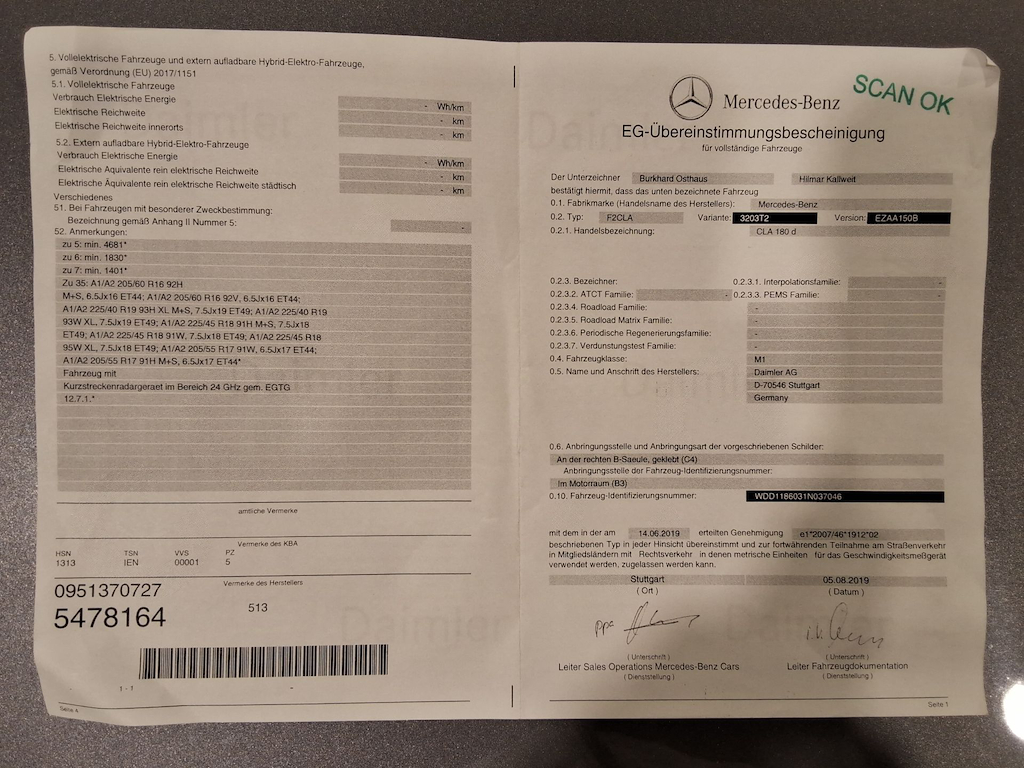 5. Vollelektrische Fahrzeuge und extern aufladbare Hybrid-Elektro-Fahrzeuge,
gemäß Verordnung (EU) 2017/1151
5.1. Vollelektrische Fahrzeuge
Verbrauch Elektrische Energie - Wh/km
Elektrische Reichweite - km
Elektrische Reichweite innerorts - km
5.2. Extern aufladbare Hybrid-Elektro-Fahrzeuge
Verbrauch Elektrische Energie - Wh/km
Elektrische Äquivalente rein elektrische Reichweite - km
Elektrische Äquivalente rein elektrische Reichweite städtisch - km
Verschiedenes
51. Bei Fahrzeugen mit besonderer Zweckbestimmung:
Bezeichnung gemäß Anhang II Nummer 5: -
52. Anmerkungen:
zu 5: min. 4681*
zu 6: min. 1830*
zu 7: min. 1401*
Zu 35: A1/A2 205/60 R16 92H
M+S, 6.5Jx16 ET44; A1/A2 205/60 R16 92V, 6.5Jx16 ET44;
A1/A2 225/40 R19 93H XL M+S, 7.5Jx19 ET49; A1/A2 225/40 R19
93W XL, 7.5Jx19 ET49; A1/A2 225/45 R18 91H M+S, 7.5Jx18
ET49; A1/A2 225/45 R18 91W, 7.5Jx18 ET49; A1/A2 225/45 R18
95W XL, 7.5Jx18 ET49; A1/A2 205/55 R17 91W, 6.5Jx17 ET44;
A1/A2 205/55 R17 91H M+S, 6.5Jx17 ET44*
Fahrzeug mit
Kurzstreckenradargeraet im Bereich 24 GHz gem. EGTG
12.7.1.*
amtliche Vermerke
Vermerke des KBA
HSN TSN VVS PZ
1313 IEN 00001 5
Vermerke des Herstellers
0951370727
5478164 513
1 - 1 -
Seite 4
Mercedes-Benz
SCAN OK
EG-Übereinstimmungsbescheinigung
für vollständige Fahrzeuge
Der Unterzeichner Burkhard Osthaus Hilmar Kallweit
bestätigt hiermit, dass das unten bezeichnete Fahrzeug
0.1. Fabrikmarke (Handelsname des Herstellers): Mercedes-Benz
0.2. Typ: F2CLA Variante: 3203T2 Version: EZAA150B
0.2.1. Handelsbezeichnung: CLA 180 d
0.2.3. Bezeichner: 0.2.3.1. Interpolationsfamilie: -
0.2.3.2. ATCT Familie: - 0.2.3.3. PEMS Familie: -
0.2.3.4. Roadload Familie: -
0.2.3.5. Roadload Matrix Familie: -
0.2.3.6. Periodische Regenerierungsfamilie: -
0.2.3.7. Verdunstungstest Familie: -
0.4. Fahrzeugklasse: M1
0.5. Name und Anschrift des Herstellers: Daimler AG
D-70546 Stuttgart
Germany
0.6. Anbringungsstelle und Anbringungsart der vorgeschriebenen Schilder:
An der rechten B-Saeule, geklebt (C4)
Anbringungsstelle der Fahrzeug-Identifizierungsnummer:
Im Motorraum (B3)
0.10. Fahrzeug-Identifizierungsnummer: WDD1186031N037046
mit dem in der am 14.06.2019 erteilten Genehmigung e1*2007/46*1912*02
beschriebenen Typ in jeder Hinsicht übereinstimmt und zur fortwährenden Teilnahme am Straßenverkehr
in Mitgliedsländern mit Rechtsverkehr in denen metrische Einheiten für das Geschwindigkeitsmeßgerät
verwendet werden, zugelassen werden kann.
Stuttgart 05.08.2019
( Ort ) ( Datum )
ppa
( Unterschrift ) ( Unterschrift )
Leiter Sales Operations Mercedes-Benz Cars Leiter Fahrzeugdokumentation
( Dienststellung ) ( Dienststellung )
Seite 1